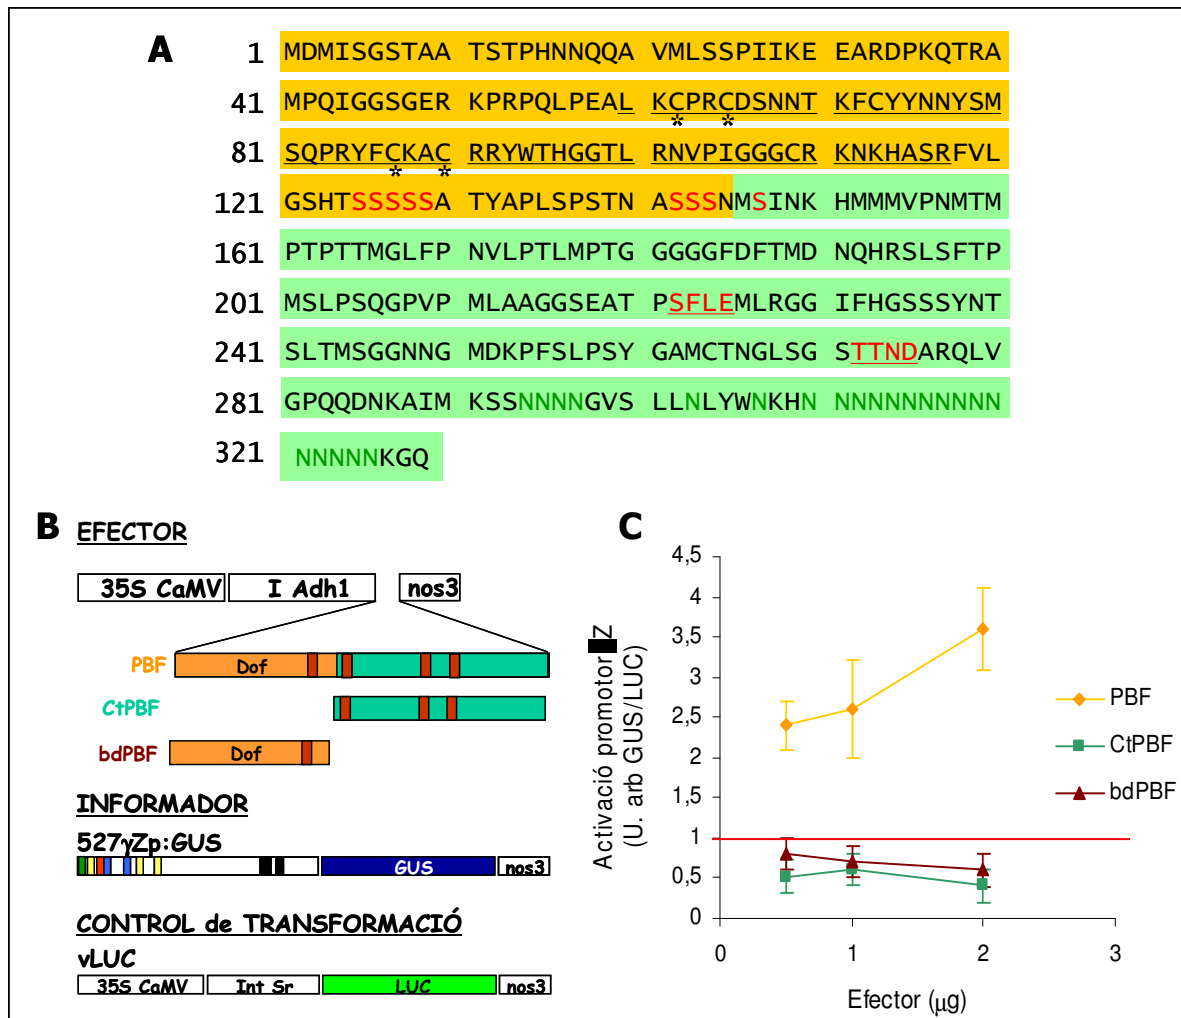 A
1 MDMISGSTAA TSTPHNNQQA VMLSSPIIKE EARDPKQTRA
41 MPQIGGSGER KPRPQLPEAL KCPRCDSNNT KFCYYNNYSM
* *
81 SQPRYFCKAC RRYWTHGGTL RNVPIGGGCR KNKHASRFVL
* *
121 GSHTSSSSSA TYAPLSPSTN ASSSNMSINK HMMMVPNMTM
161 PTPTTMGLFP NVLPTLMPTG GGGGFDFTMD NQHRSLSFTP
201 MSLPSQGPVP MLAAGGSEAT PSFLEMLRGG IFHGSSSYNT
241 SLTMSGGNNG MDKPFSLPSY GAMCTNGLSG STTNDARQLV
281 GPQQDNKAIM KSSNNNNGVS LLNLYWNKHN NNNNNNNNNN
321 NNNNNKGQ
B
EFECTOR
35S CaMV I Adh1 nos3
PBF Dof
CtPBF
bdPBF Dof
INFORMADOR
527γZp:GUS
GUS nos3
CONTROL de TRANSFORMACIÓ
vLUC
35S CaMV Int Sr LUC nos3
C
Activació promotor Z
(U. arb GUS/LUC)
4,5
4
3,5
3
2,5
2
1,5
1
0,5
0
0 1 2 3
Efector (μg)
PBF
CtPBF
bdPBF